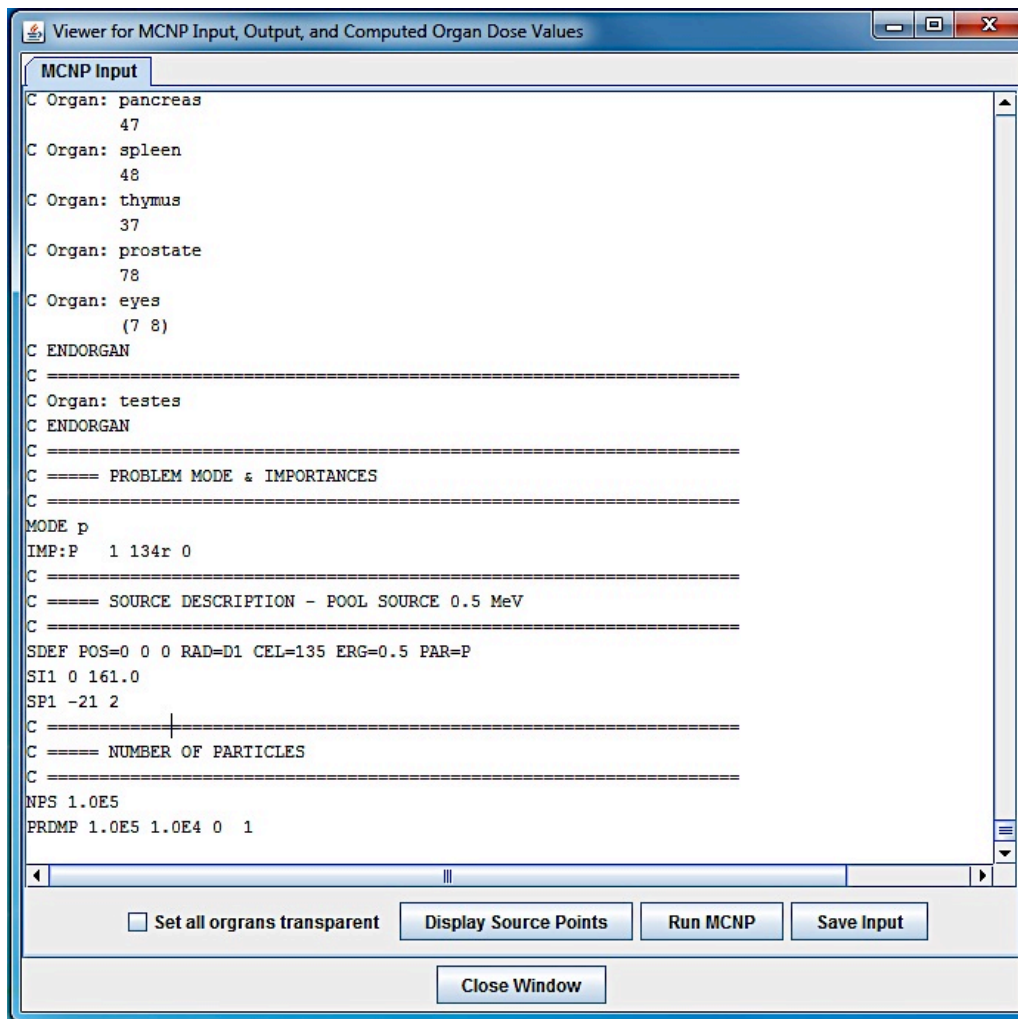 Viewer for MCNP Input, Output, and Computed Organ Dose Values
MCNP Input
C Organ: pancreas
47
C Organ: spleen
48
C Organ: thymus
37
C Organ: prostate
78
C Organ: eyes
(7 8)
C ENDORGAN
C ==================================================================
C Organ: testes
C ENDORGAN
C ==================================================================
C ===== PROBLEM MODE & IMPORTANCES
C ==================================================================
MODE p
IMP:P 1 134r 0
C ==================================================================
C ===== SOURCE DESCRIPTION - POOL SOURCE 0.5 MeV
C ==================================================================
SDEF POS=0 0 0 RAD=D1 CEL=135 ERG=0.5 PAR=P
SI1 0 161.0
SP1 -21 2
C ==================================================================
C ===== NUMBER OF PARTICLES
C ==================================================================
NPS 1.0E5
PRDMP 1.0E5 1.0E4 0 1
Set all orgrans transparent
Display Source Points
Run MCNP
Save Input
Close Window